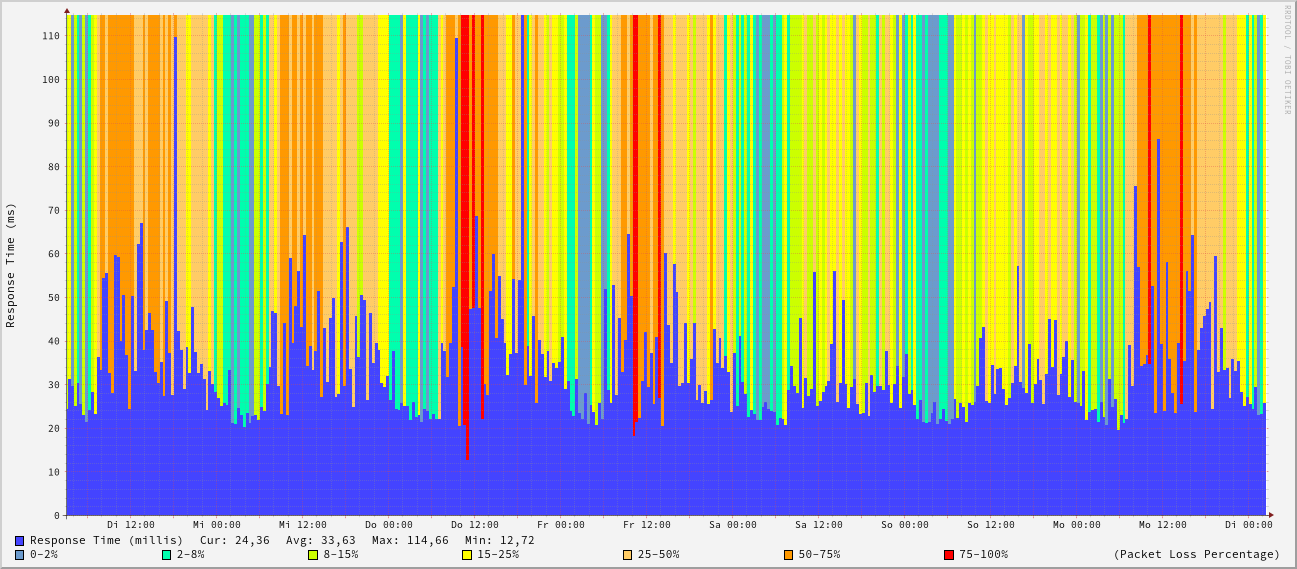 RRDTOOL / TOBI OETIKER
Response Time (ms)
110
100
90
80
70
60
50
40
30
20
10
0
Di 12:00 Mi 00:00 Mi 12:00 Do 00:00 Do 12:00 Fr 00:00 Fr 12:00 Sa 00:00 Sa 12:00 So 00:00 So 12:00 Mo 00:00 Mo 12:00 Di 00:00
Response Time (millis) Cur: 24,36 Avg: 33,63 Max: 114,66 Min: 12,72
0-2% 2-8% 8-15% 15-25% 25-50% 50-75% 75-100% (Packet Loss Percentage)